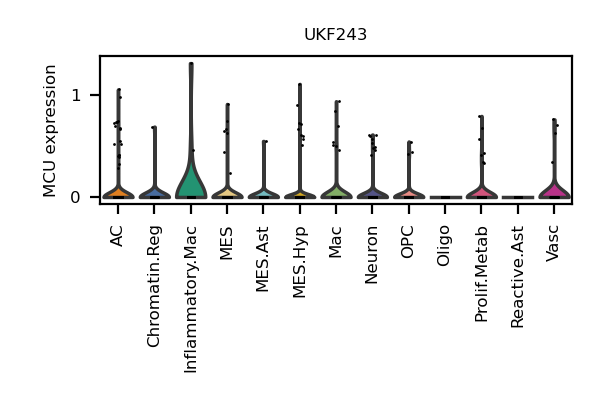 UKF243
MCU expression
1
0
AC
Chromatin.Reg
Inflammatory.Mac
MES
MES.Ast
MES.Hyp
Mac
Neuron
OPC
Oligo
Prolif.Metab
Reactive.Ast
Vasc